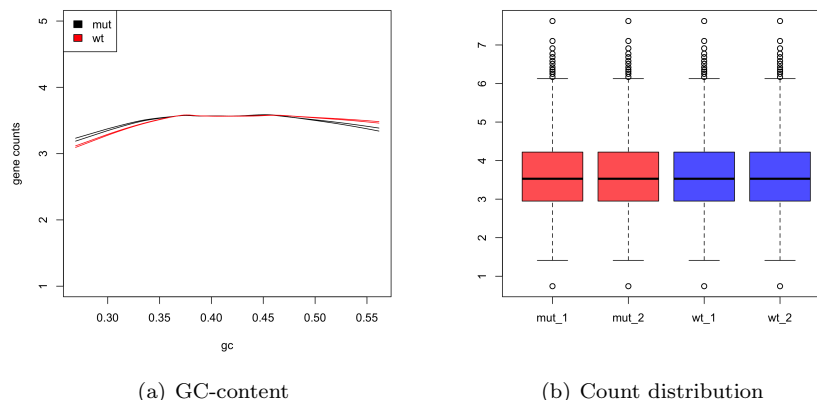 mut
wt
5
4
3
2
1
gene counts
0.30 0.35 0.40 0.45 0.50 0.55
gc
(a) GC-content
7
6
5
4
3
2
1
mut_1 mut_2 wt_1 wt_2
(b) Count distribution